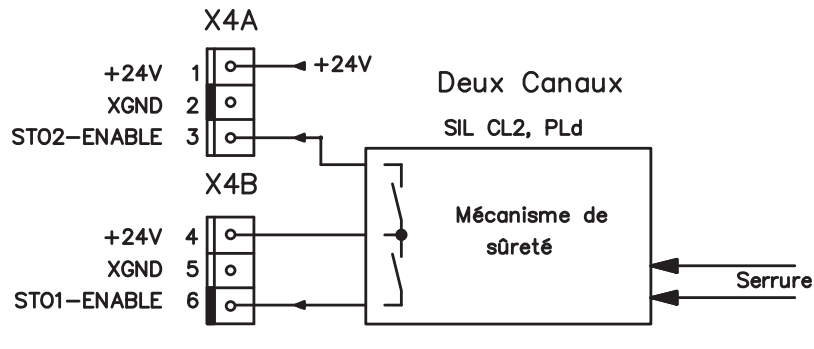 X4A
+24V 1 +24V
XGND 2
STO2-ENABLE 3
X4B
+24V 4
XGND 5
STO1-ENABLE 6
Deux Canaux
SIL CL2, PLd
Mécanisme de
sûreté
Serrure